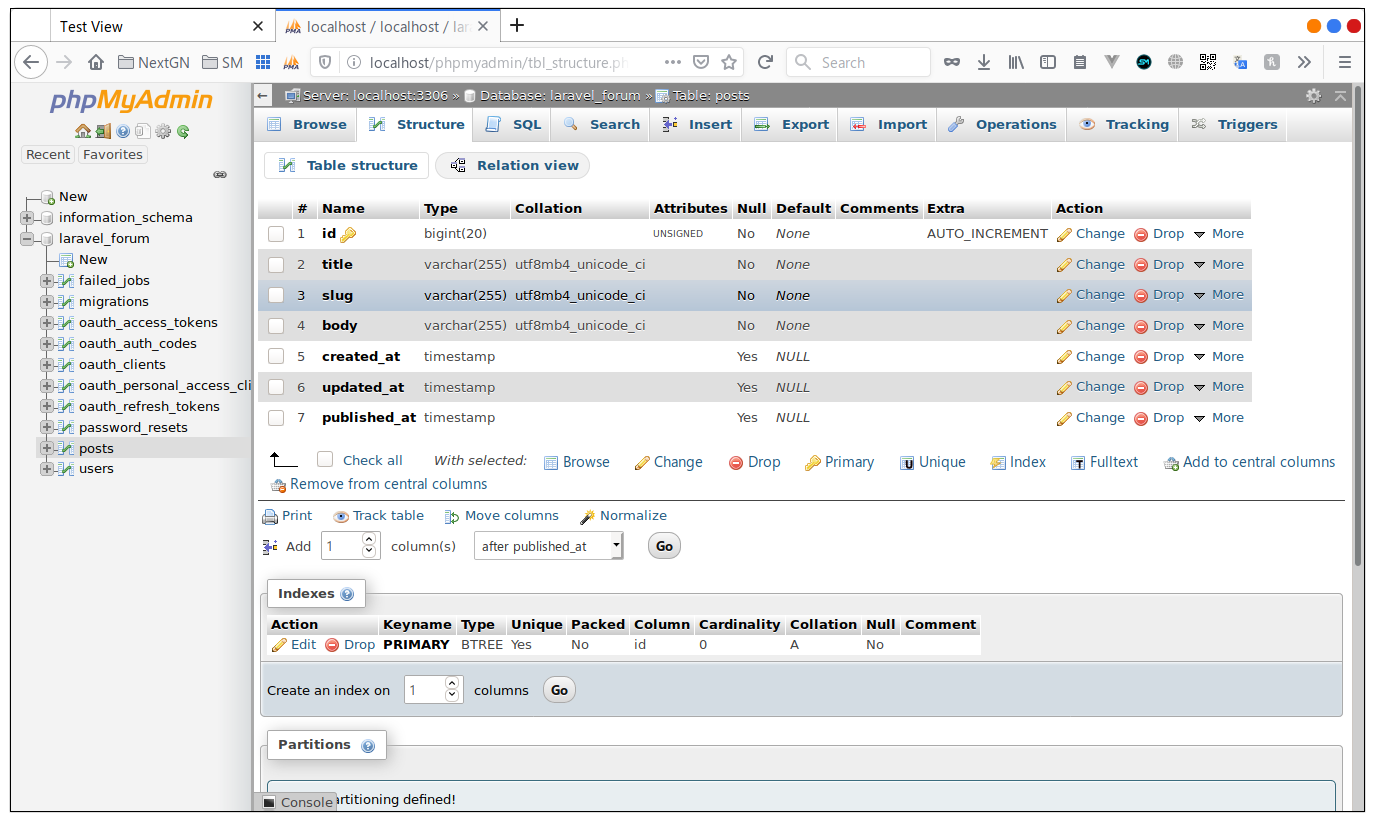 Test View
localhost / localhost / lar
NextGN SM
localhost/phpmyadmin/tbl_structure.ph
Search
phpMyAdmin
Recent Favorites
New
information_schema
laravel_forum
New
failed_jobs
migrations
oauth_access_tokens
oauth_auth_codes
oauth_clients
oauth_personal_access_cli
oauth_refresh_tokens
password_resets
posts
users
Server: localhost:3306 » Database: laravel_forum » Table: posts
Browse Structure SQL Search Insert Export Import Operations Tracking Triggers
Table structure Relation view
# Name Type Collation Attributes Null Default Comments Extra Action
1 id bigint(20) UNSIGNED No None AUTO_INCREMENT Change Drop More
2 title varchar(255) utf8mb4_unicode_ci No None Change Drop More
3 slug varchar(255) utf8mb4_unicode_ci No None Change Drop More
4 body varchar(255) utf8mb4_unicode_ci No None Change Drop More
5 created_at timestamp Yes NULL Change Drop More
6 updated_at timestamp Yes NULL Change Drop More
7 published_at timestamp Yes NULL Change Drop More
Check all With selected: Browse Change Drop Primary Unique Index Fulltext Add to central columns
Remove from central columns
Print Track table Move columns Normalize
Add 1 column(s) after published_at Go
Indexes
Action Keyname Type Unique Packed Column Cardinality Collation Null Comment
Edit Drop PRIMARY BTREE Yes No id 0 A No
Create an index on 1 columns Go
Partitions
artitioning defined!
Console